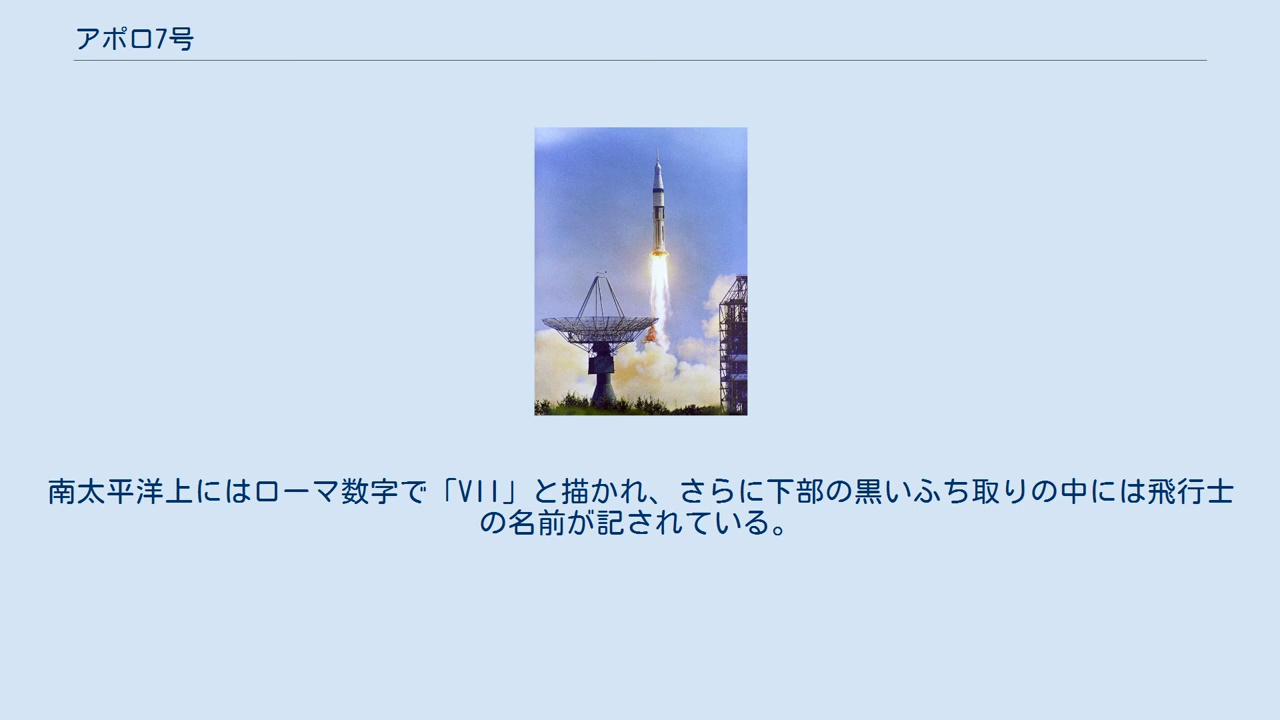 アポロ7号
南太平洋上にはローマ数字で「VII」と描かれ、さらに下部の黒いふち取りの中には飛行士
の名前が記されている。